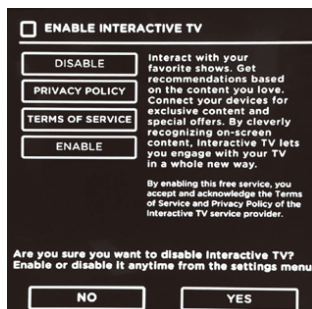 ENABLE INTERACTIVE TV
DISABLE
PRIVACY POLICY
TERMS OF SERVICE
ENABLE
Interact with your
favorite shows. Get
recommendations based
on the content you love.
Connect your devices for
exclusive content and
special offers. By cleverly
recognizing on-screen
content, Interactive TV lets
you engage with your TV
in a whole new way.
By enabling this free service, you
accept and acknowledge the Terms
of Service and Privacy Policy of the
Interactive TV service provider.
Are you sure you want to disable Interactive TV?
Enable or disable it anytime from the settings menu
NO
YES